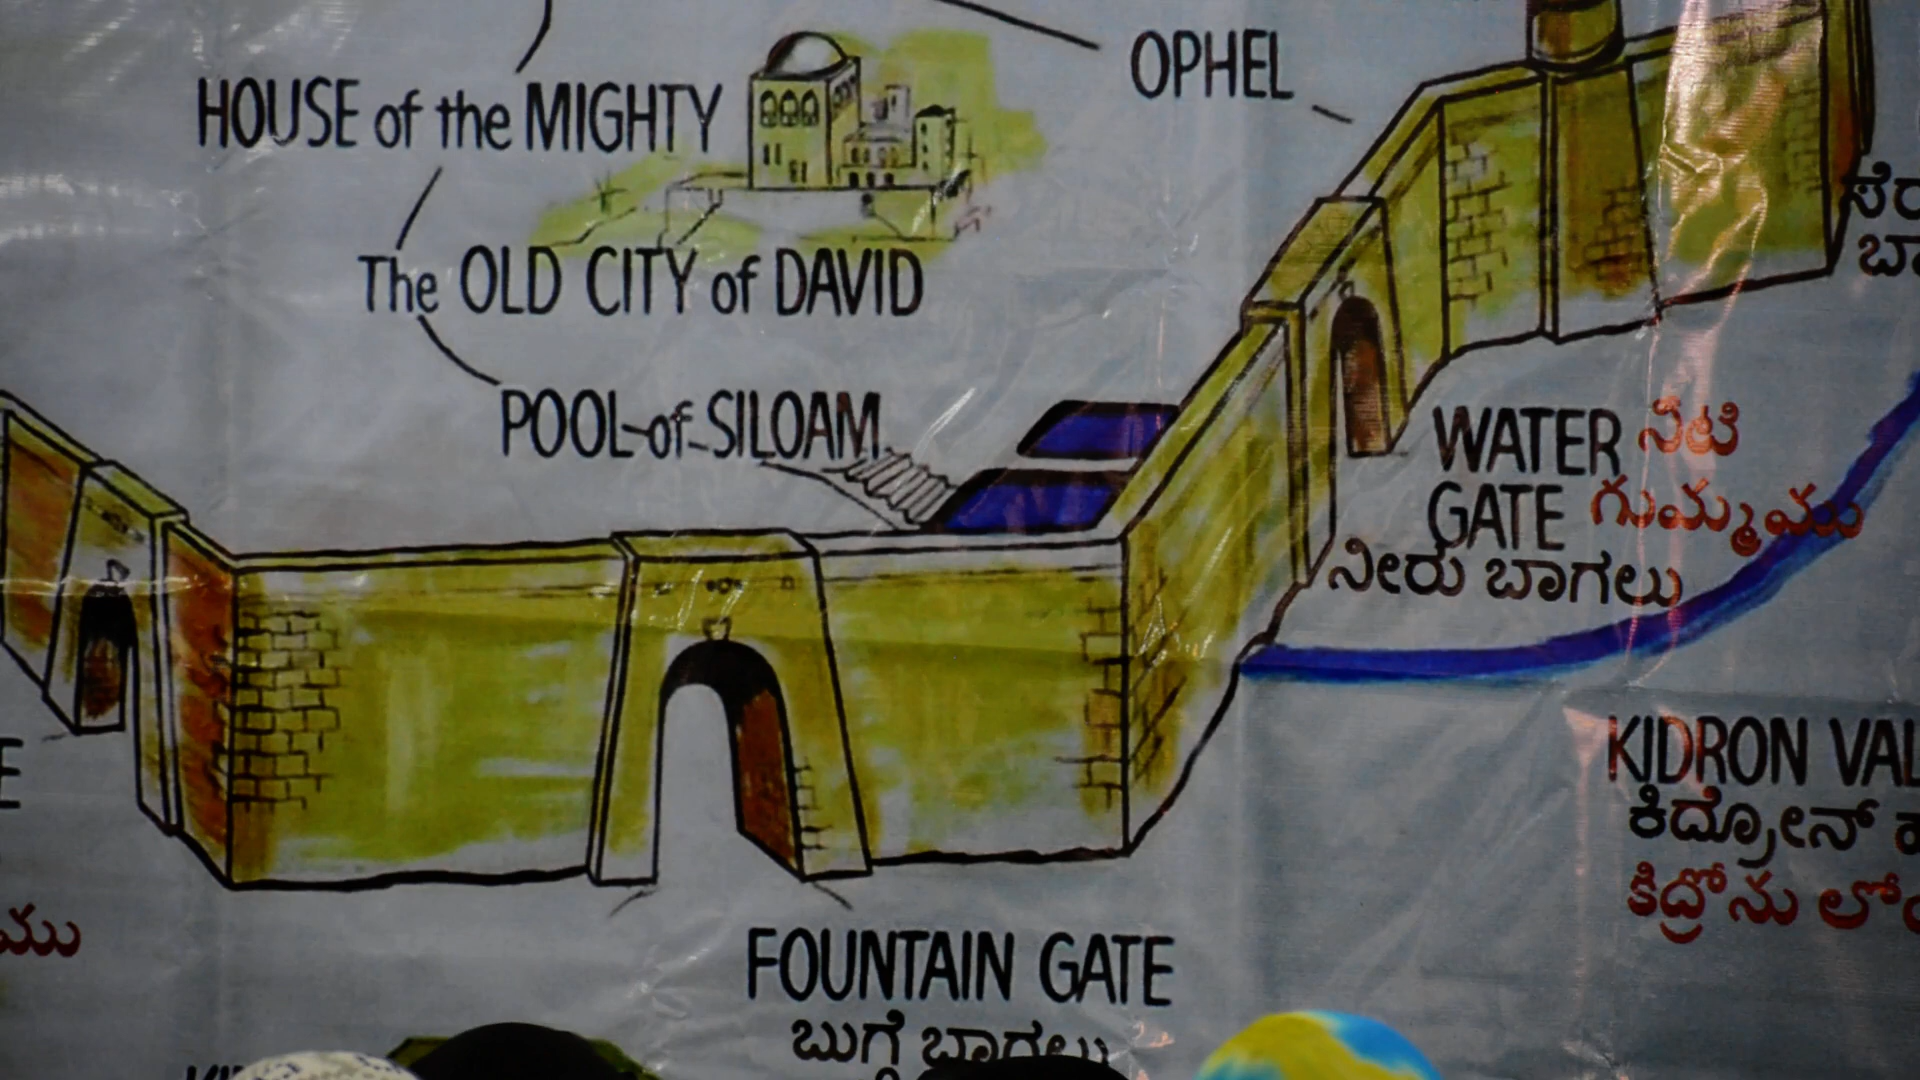 OPHEL
HOUSE of the MIGHTY
The OLD CITY of DAVID
POOL-of-SILOAM
WATER నీటి
GATE గుమ్మము
ನೀರು ಬಾಗಲು
KIDRON
ಕಿದ್ರೋನ್
కిద్రోను
FOUNTAIN GATE
ಬುಗ್ಗೆ ಬಾಗಲು